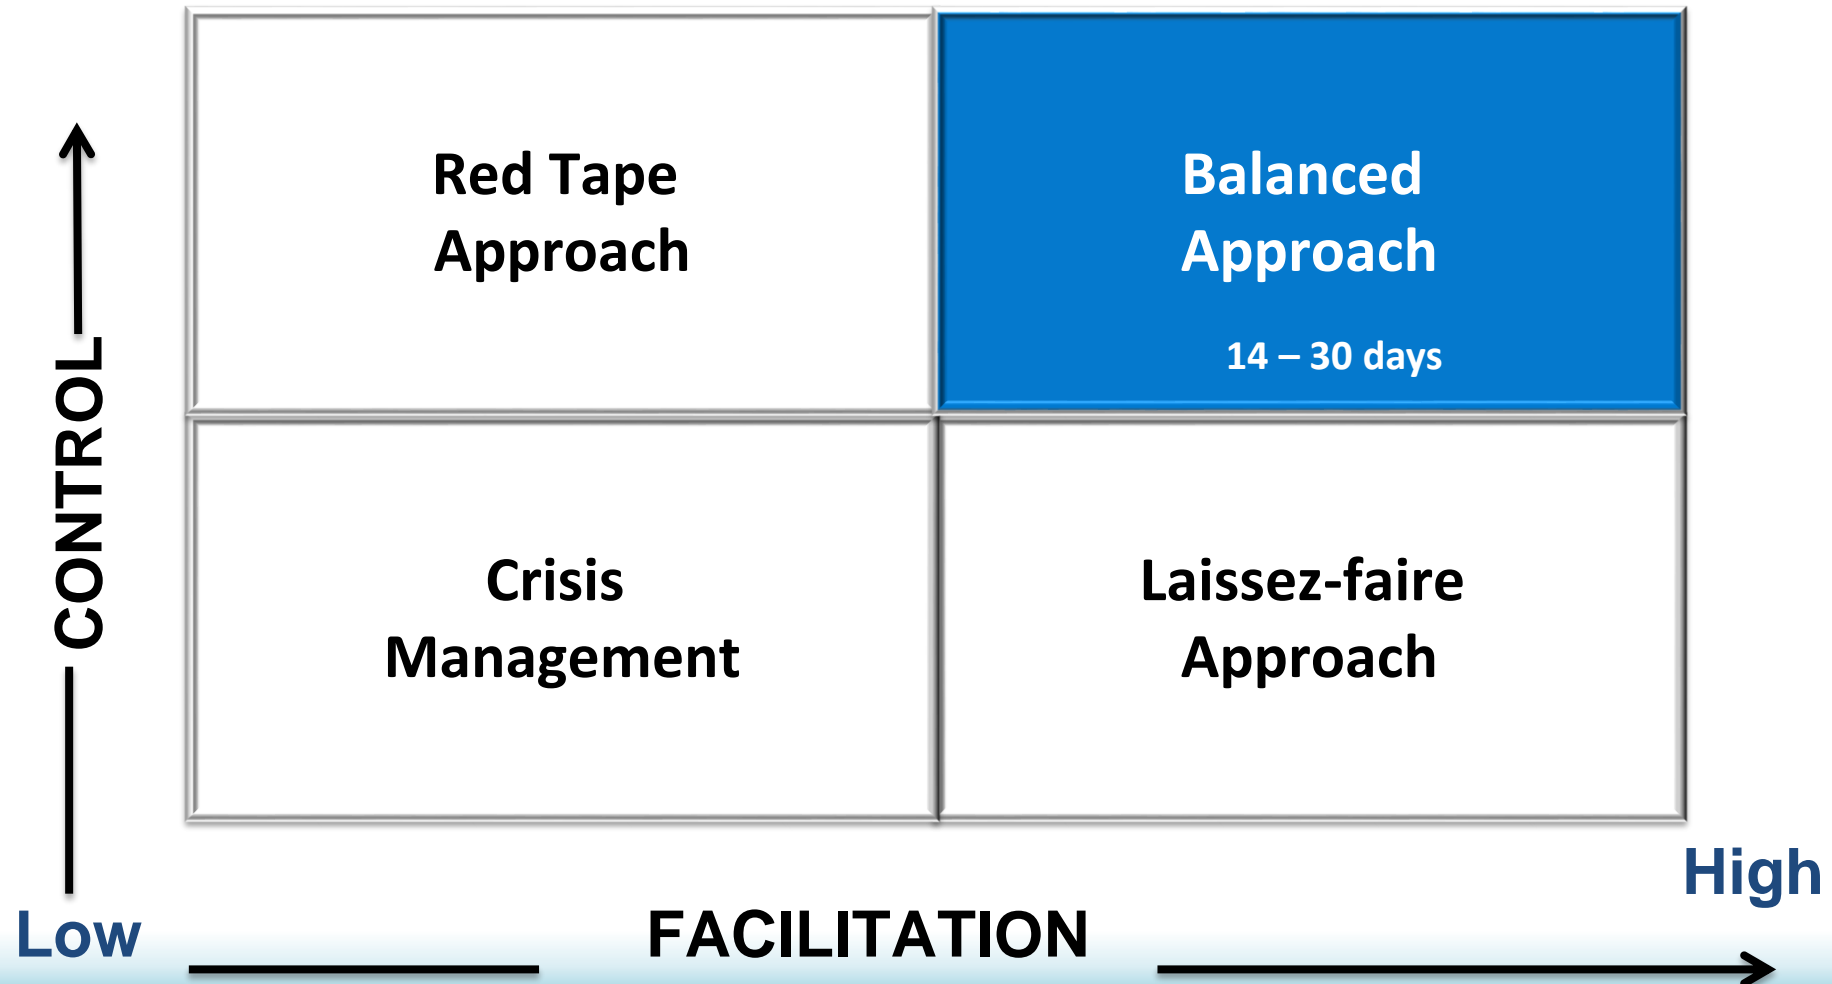 Red Tape
Approach
Balanced
Approach
14 – 30 days
CONTROL
Crisis
Management
Laissez-faire
Approach
High
Low
FACILITATION